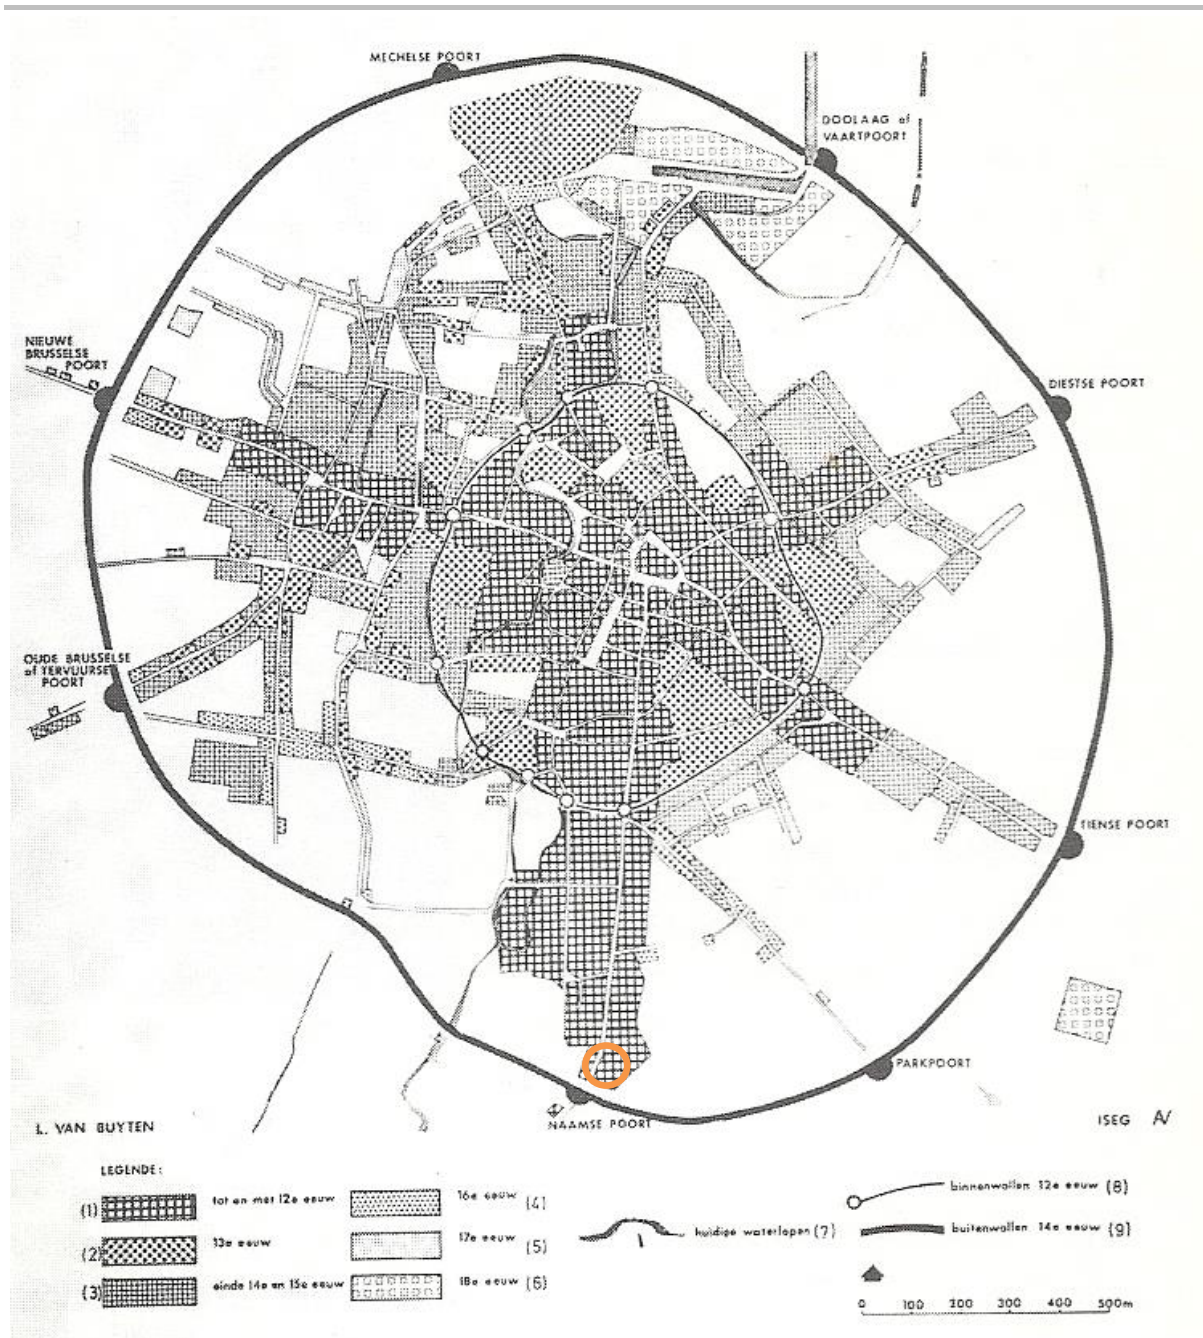 MECHELSE POORT
DOOLAAG of
VAARTPOORT
NIEUWE
BRUSSELSE
POORT
DIESTSE POORT
OUDE BRUSSELSE
of TERVUURSE
POORT
TIENSE POORT
PARKPOORT
NAAMSE POORT
L. VAN BUYTEN
ISEG
LEGENDE:
(1) tot en met 12e eeuw
(2) 13e eeuw
(3) einde 14e en 15e eeuw
16e eeuw (4)
17e eeuw (5)
18e eeuw (6)
huidige waterlopen (7)
binnenwallen 12e eeuw (8)
buitenwallen 14e eeuw (9)
0 100 200 300 400 500m